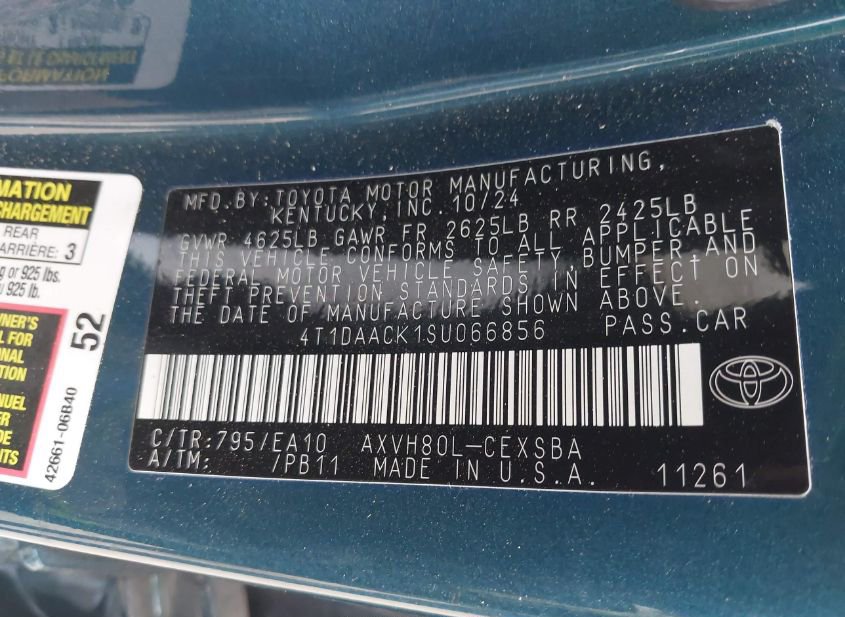 MATION
CHARGEMENT
REAR
ARRIÈRE: 3
g or 925 lbs.
925 lb.
52
42661-06B40
MFD.BY:TOYOTA MOTOR MANUFACTURING,
KENTUCKY,INC. 10/24
GVWR 4625LB GAWR FR 2625LB RR 2425LB
THIS VEHICLE CONFORMS TO ALL APPLICABLE
FEDERAL MOTOR VEHICLE SAFETY,BUMPER,AND
THEFT PREVENTION STANDARDS IN EFFECT ON
THE DATE OF MANUFACTURE SHOWN ABOVE.
4T1DAACK1SU066856 PASS.CAR
C/TR:795/EA10 AXVH80L-CEXSBA
A/TM: /PB11 MADE IN U.S.A. 11261
NER'S
FOR